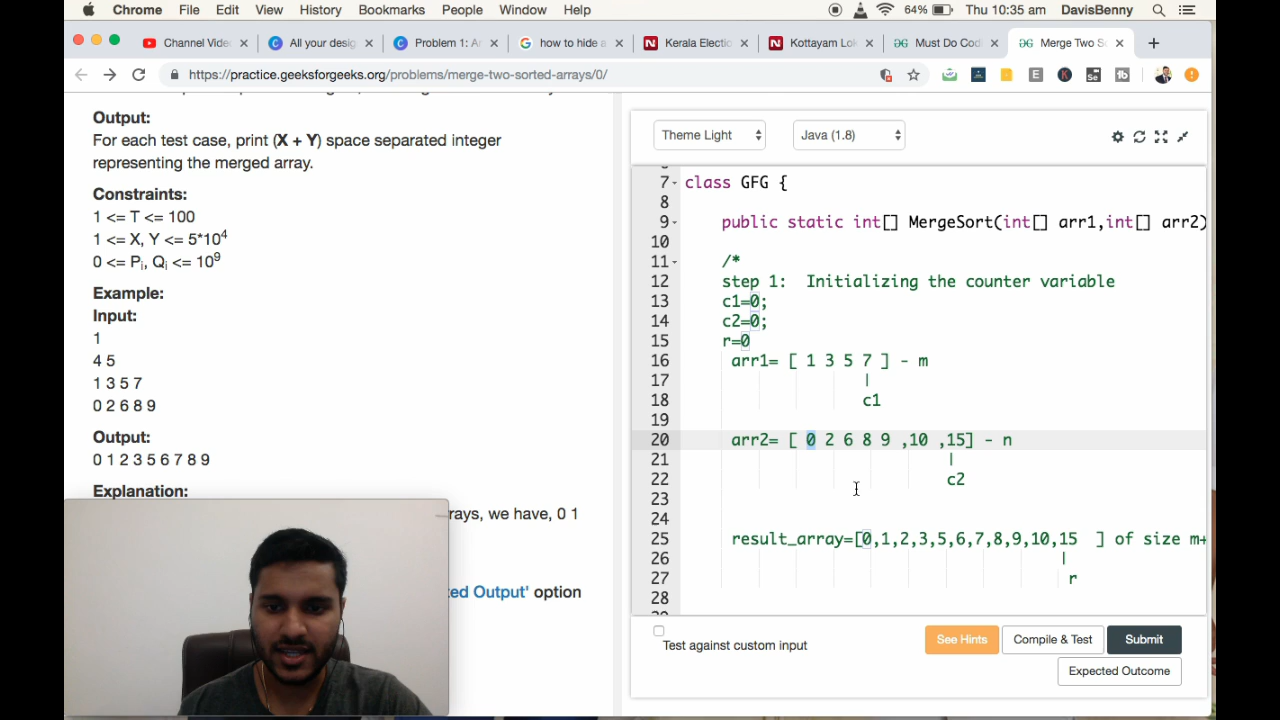 Chrome File Edit View History Bookmarks People Window Help 64% Thu 10:35 am DavisBenny
Channel Vide All your desig Problem 1: A how to hide a Kerala Electio Kottayam Lo Must Do Codi Merge Two S
https://practice.geeksforgeeks.org/problems/merge-two-sorted-arrays/0/
Output:
For each test case, print (X + Y) space separated integer
representing the merged array.
Constraints:
1 <= T <= 100
1 <= X, Y <= 5*10⁴
0 <= Pᵢ, Qᵢ <= 10⁹
Example:
Input:
1
4 5
1 3 5 7
0 2 6 8 9
Output:
0 1 2 3 5 6 7 8 9
Explanation:
rays, we have, 0 1
ed Output' option
Theme Light Java (1.8)
7 class GFG {
8
9 public static int[] MergeSort(int[] arr1,int[] arr2)
10
11 /*
12 step 1: Initializing the counter variable
13 c1=0;
14 c2=0;
15 r=0
16 arr1= [ 1 3 5 7 ] - m
17 |
18 c1
19
20 arr2= [ 0 2 6 8 9 ,10 ,15] - n
21 |
22 c2
23
24
25 result_array=[0,1,2,3,5,6,7,8,9,10,15 ] of size m+
26 |
27 r
28
Test against custom input
See Hints Compile & Test Submit
Expected Outcome